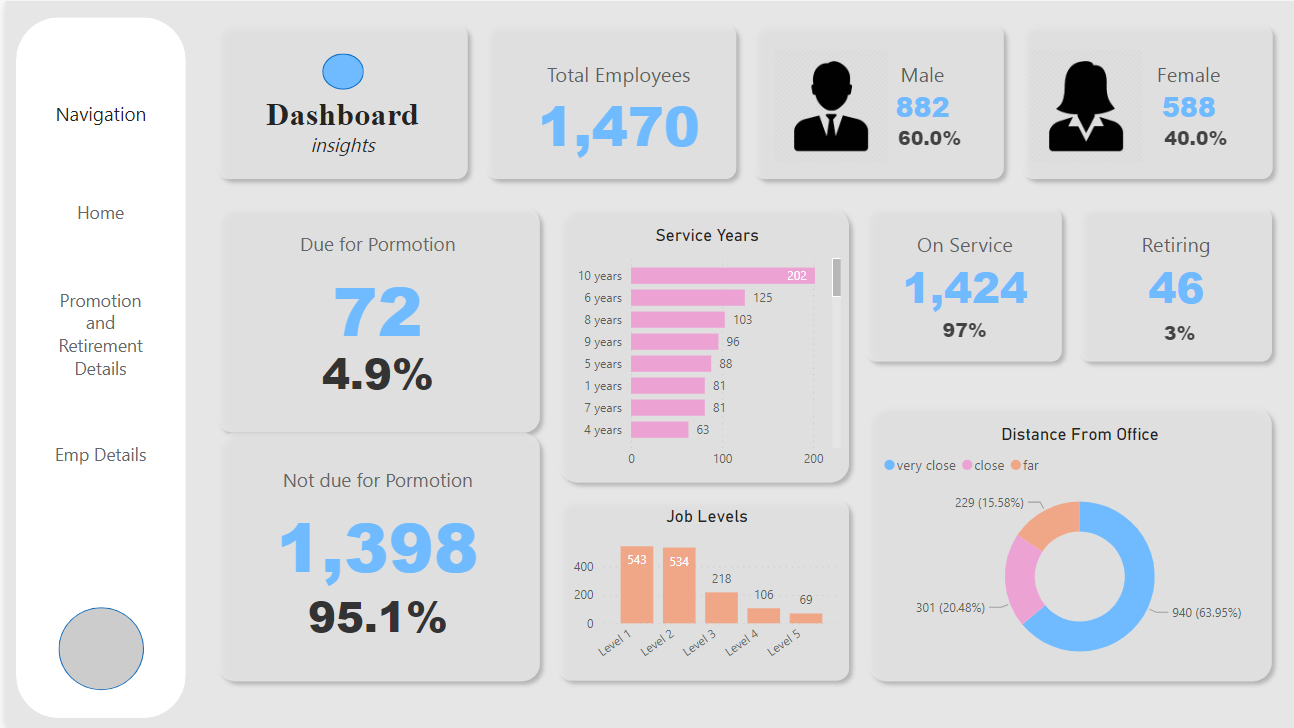 Navigation
Home
Promotion
and
Retirement
Details
Emp Details
Dashboard
insights
Total Employees
1,470
Male
882
60.0%
Female
588
40.0%
Due for Pormotion
72
4.9%
Not due for Pormotion
1,398
95.1%
Service Years
10 years 202
6 years 125
8 years 103
9 years 96
5 years 88
1 years 81
7 years 81
4 years 63
0 100 200
Job Levels
400
200
0
543 534 218 106 69
Level 1 Level 2 Level 3 Level 4 Level 5
On Service
1,424
97%
Retiring
46
3%
Distance From Office
very close close far
229 (15.58%)
301 (20.48%)
940 (63.95%)